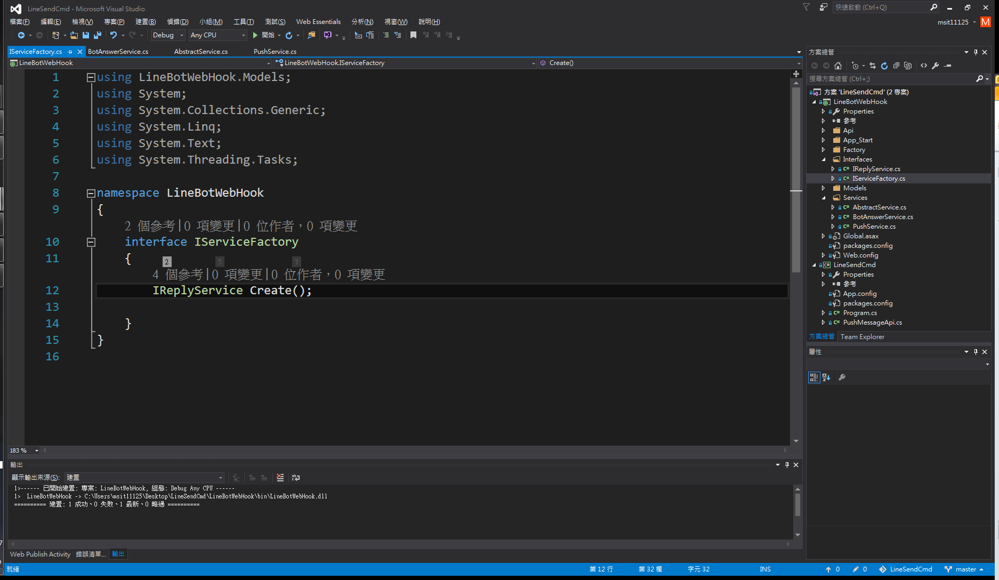 LineSendCmd - Microsoft Visual Studio
快速啟動 (Ctrl+Q)
檔案(F) 編輯(E) 檢視(V) 專案(P) 建置(B) 偵錯(D) 小組(M) 工具(T) 測試(S) Web Essentials 分析(N) 視窗(W) 說明(H)
msit11125 M
Debug Any CPU 開始
IServiceFactory.cs BotAnswerService.cs AbstractService.cs PushService.cs
LineBotWebHook LineBotWebHook.IServiceFactory Create()
1 using LineBotWebHook.Models;
2 using System;
3 using System.Collections.Generic;
4 using System.Linq;
5 using System.Text;
6 using System.Threading.Tasks;
7
8 namespace LineBotWebHook
9 {
2 個參考|0 項變更|0 位作者，0 項變更
10 interface IServiceFactory
11 {
2 5 7
4 個參考|0 項變更|0 位作者，0 項變更
12 IReplyService Create();
13
14 }
15 }
16
183 %
輸出
顯示輸出來源(S): 建置
1>------ 已開始建置: 專案: LineBotWebHook, 組態: Debug Any CPU ------
1>  LineBotWebHook -> C:\Users\msit11125\Desktop\LineSendCmd\LineBotWebHook\bin\LineBotWebHook.dll
========== 建置: 1 成功、0 失敗、1 最新、0 略過 ==========
Web Publish Activity 錯誤清單... 輸出
方案總管
搜尋方案總管 (Ctrl+;)
方案 'LineSendCmd' (2 專案)
LineBotWebHook
Properties
參考
Api
App_Start
Factory
Interfaces
C# IReplyService.cs
C# IServiceFactory.cs
Models
Services
C# AbstractService.cs
C# BotAnswerService.cs
C# PushService.cs
Global.asax
packages.config
Web.config
C# LineSendCmd
Properties
參考
App.config
packages.config
C# Program.cs
C# PushMessageApi.cs
方案總管 Team Explorer
屬性
就緒 第 12 行 第 32 欄 字元 32 INS 0 0 LineSendCmd master